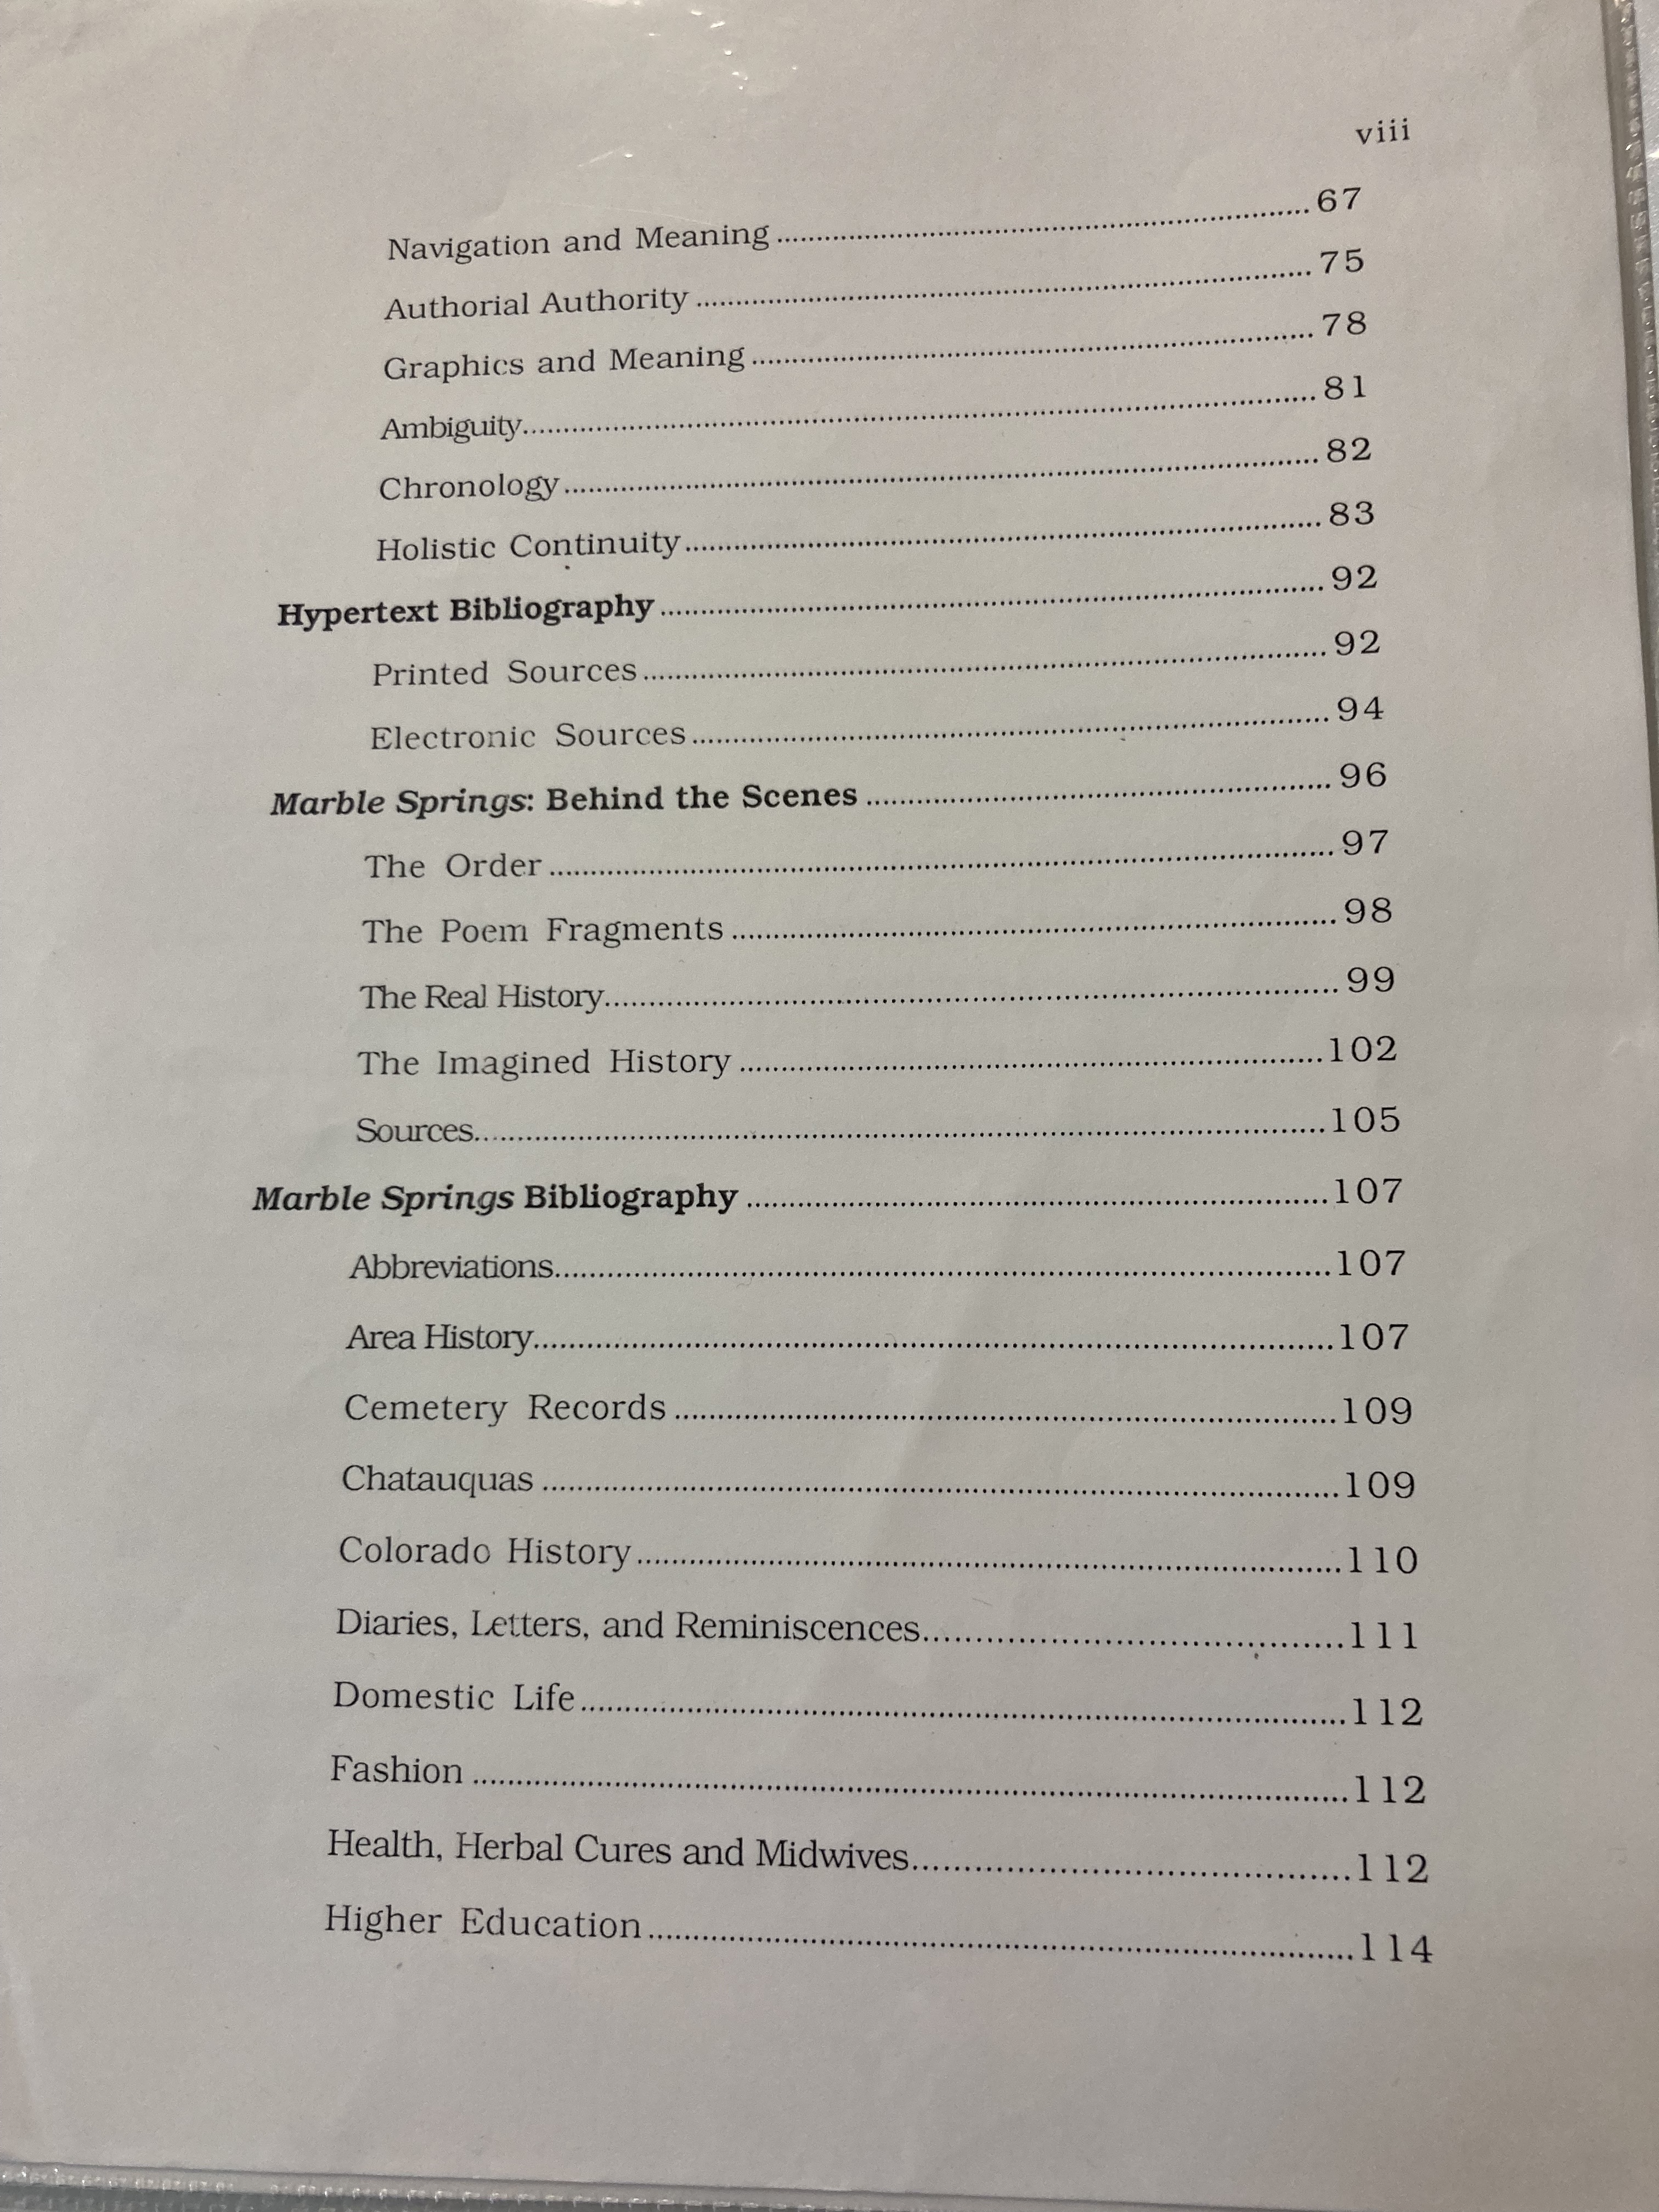 viii
Navigation and Meaning ........ 67
Authorial Authority ........ 75
Graphics and Meaning ........ 78
Ambiguity ........ 81
Chronology ........ 82
Holistic Continuity ........ 83
Hypertext Bibliography ........ 92
Printed Sources ........ 92
Electronic Sources ........ 94
Marble Springs: Behind the Scenes ........ 96
The Order ........ 97
The Poem Fragments ........ 98
The Real History ........ 99
The Imagined History ........ 102
Sources ........ 105
Marble Springs Bibliography ........ 107
Abbreviations ........ 107
Area History ........ 107
Cemetery Records ........ 109
Chatauquas ........ 109
Colorado History ........ 110
Diaries, Letters, and Reminiscences ........ 111
Domestic Life ........ 112
Fashion ........ 112
Health, Herbal Cures and Midwives ........ 112
Higher Education ........ 114